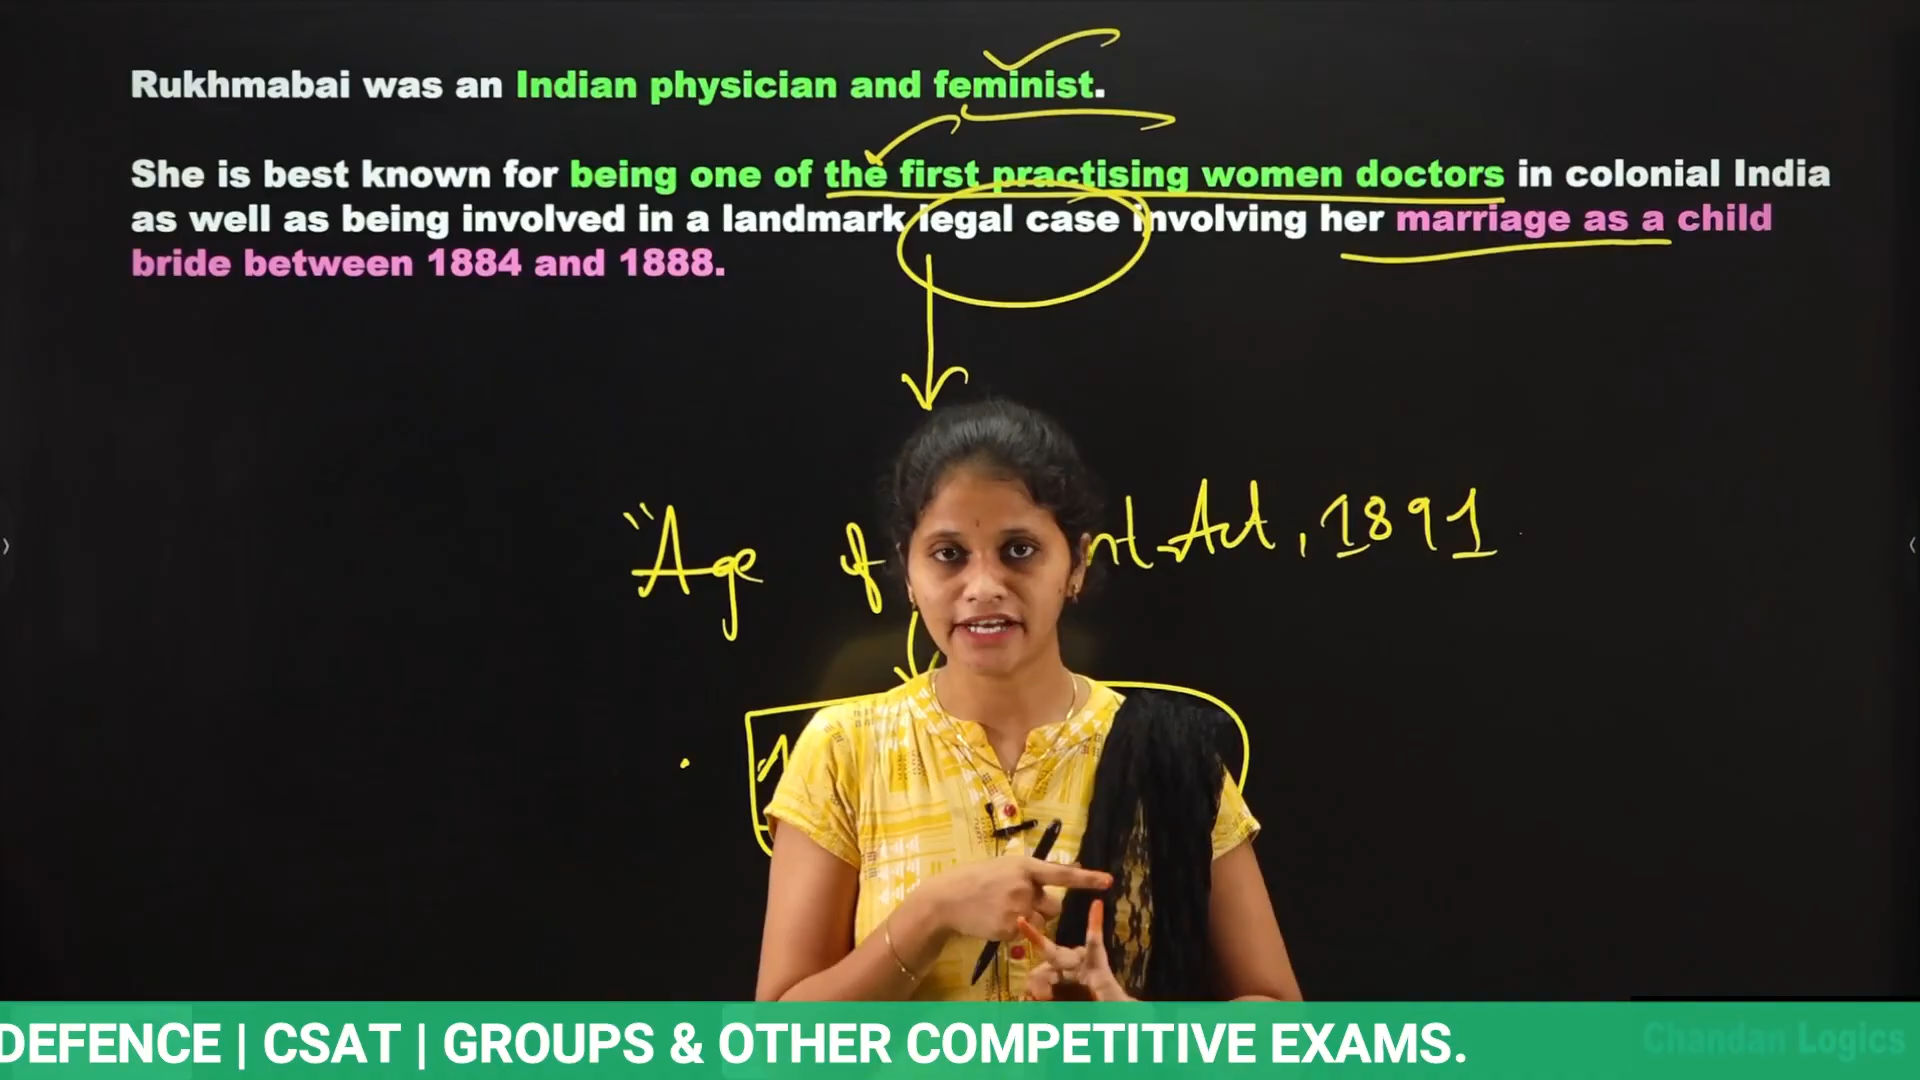 Rukhmabai was an Indian physician and feminist.
She is best known for being one of the first practising women doctors in colonial India
as well as being involved in a landmark legal case involving her marriage as a child
bride between 1884 and 1888.
"Age of nt Act, 1891
DEFENCE | CSAT | GROUPS & OTHER COMPETITIVE EXAMS.
Chandan Logics